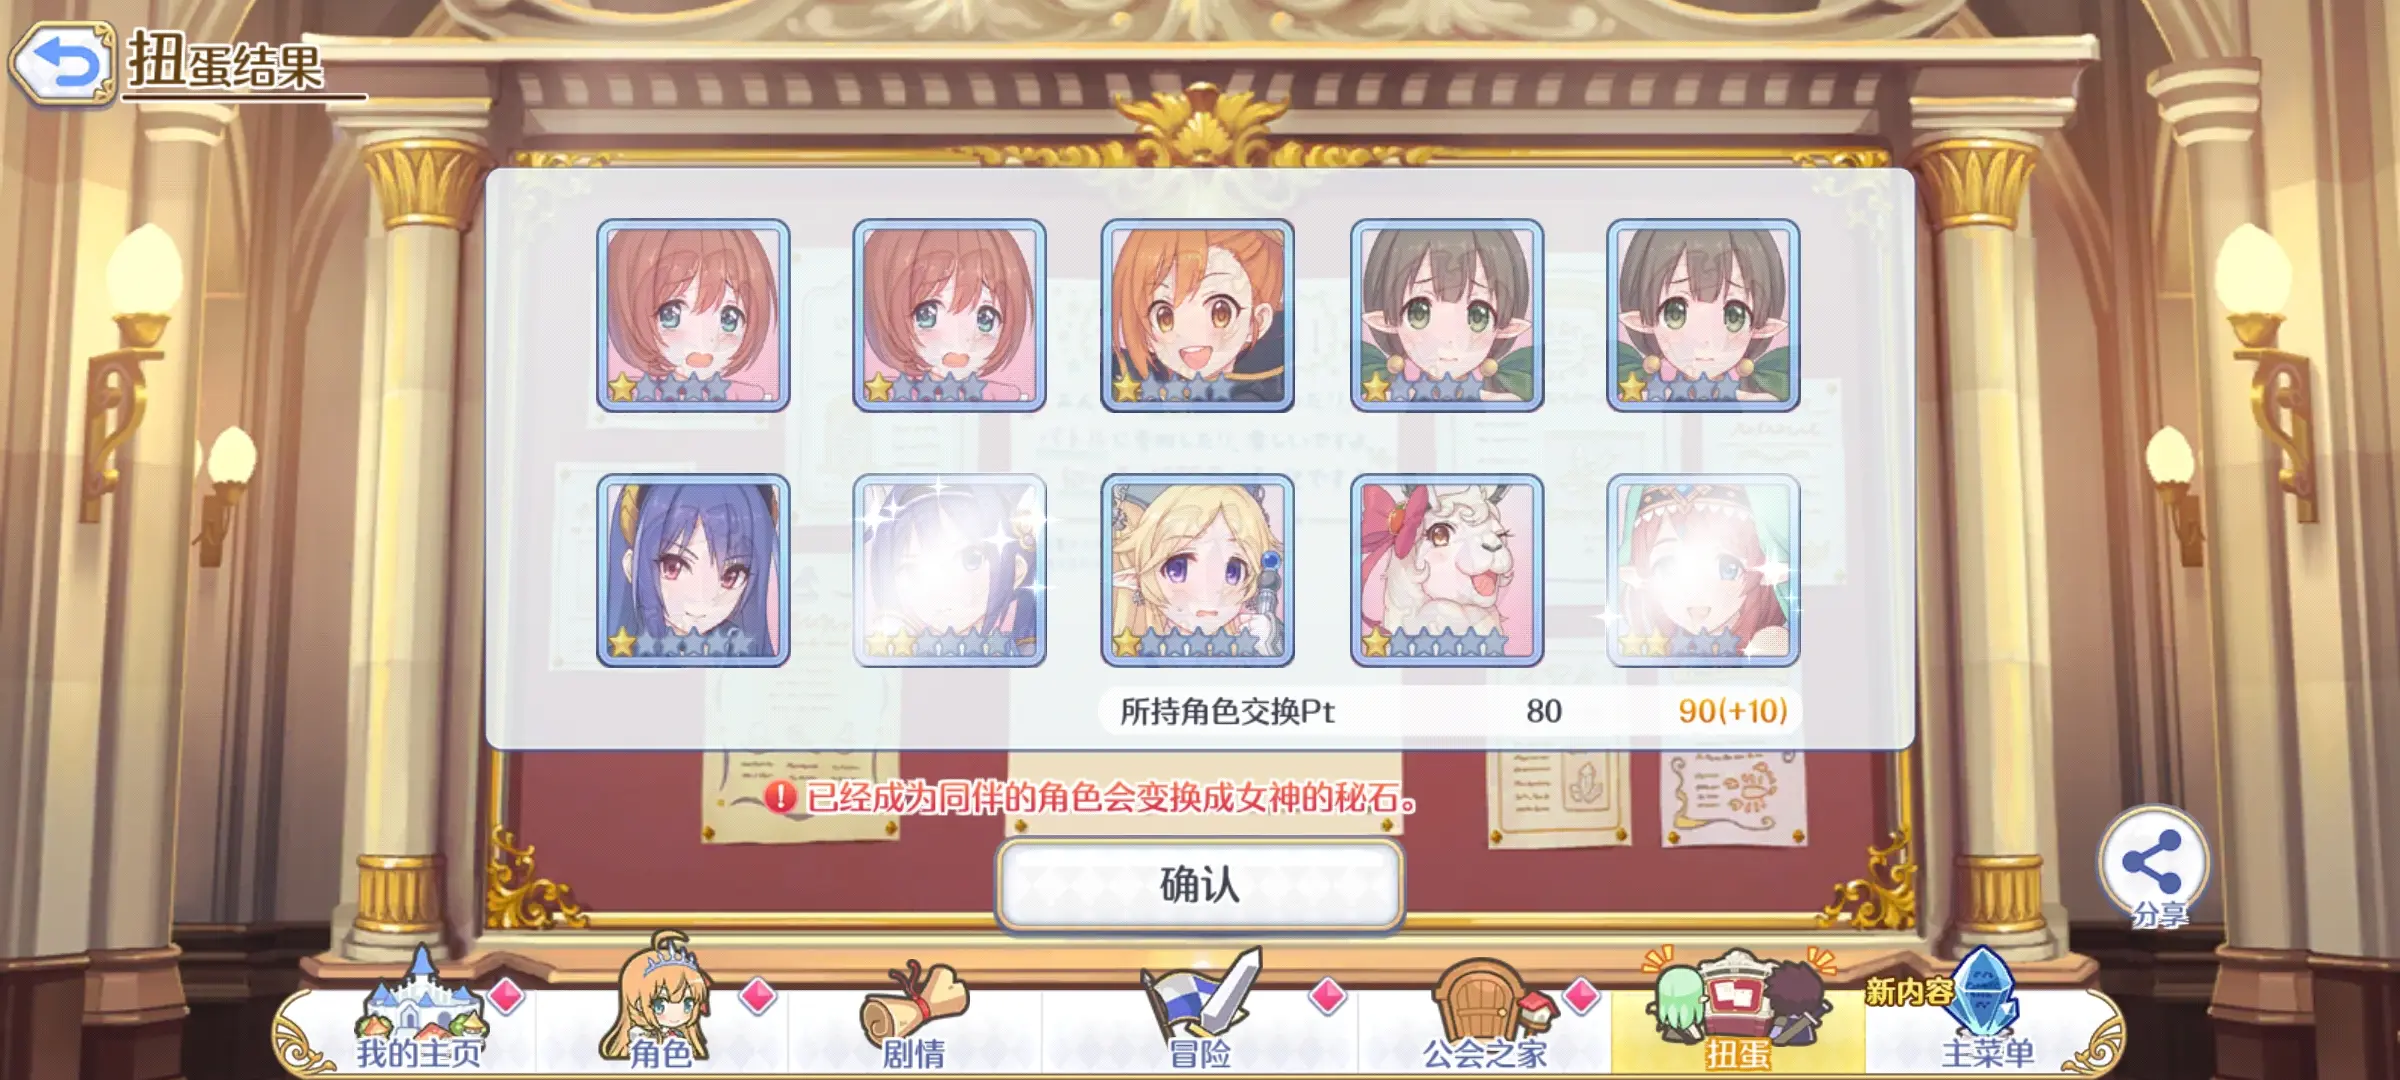 扭蛋结果
所持角色交换Pt 80 90(+10)
已经成为同伴的角色会变换成女神的秘石。
确认
分享
新内容
我的主页 角色 剧情 冒险 公会之家 扭蛋 主菜单